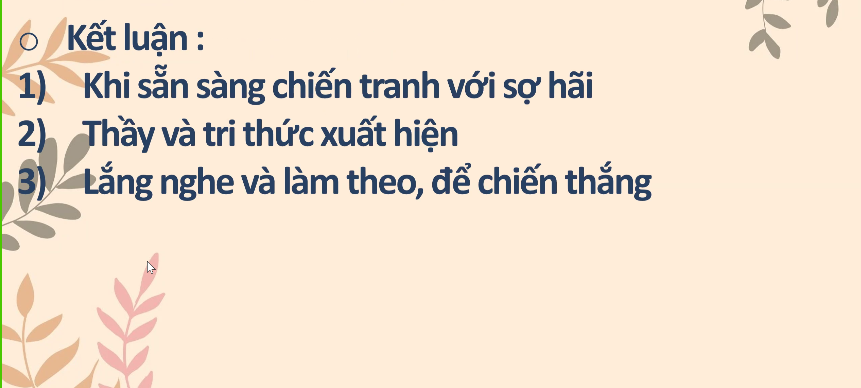 Kết luận :
1) Khi sẵn sàng chiến tranh với sợ hãi
2) Thầy và tri thức xuất hiện
3) Lắng nghe và làm theo, để chiến thắng